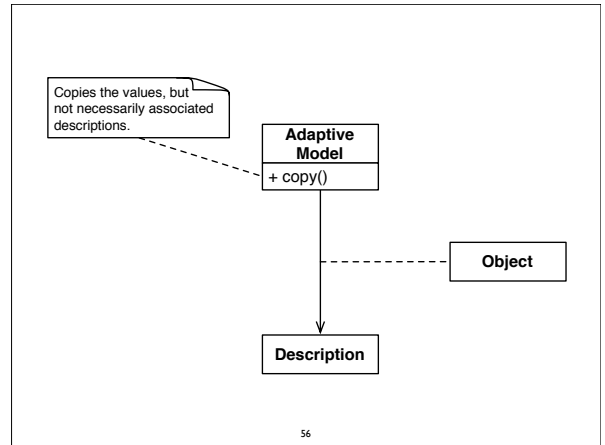 Copies the values, but
not necessarily associated
descriptions.
Adaptive
Model
+ copy()
Object
Description
56